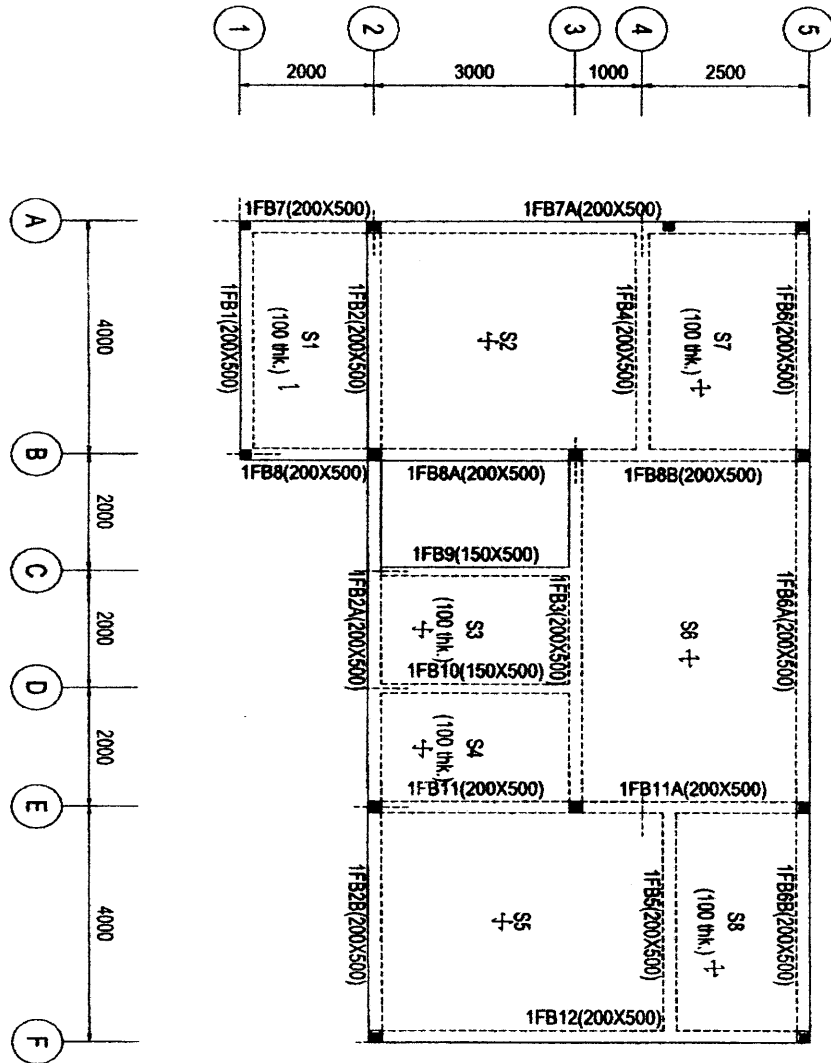 1
2
3
4
5
2000
3000
1000
2500
1FB7(200X500)
1FB7A(200X500)
A
4000
1FB1(200X500)
S1
(100 thk.)
1FB2(200X500)
S2
1FB4(200X500)
S7
(100 thk.)
1FB6(200X500)
B
1FB8(200X500)
1FB8A(200X500)
1FB8B(200X500)
2000
1FB9(150X500)
C
2000
1FB2A(200X500)
S3
(100 thk.)
1FB3(200X500)
S6
1FB6A(200X500)
1FB10(150X500)
D
2000
S4
(100 thk.)
1FB11(200X500)
1FB11A(200X500)
E
4000
1FB2B(200X500)
S5
1FB5(200X500)
S8
(100 thk.)
1FB6B(200X500)
1FB12(200X500)
F